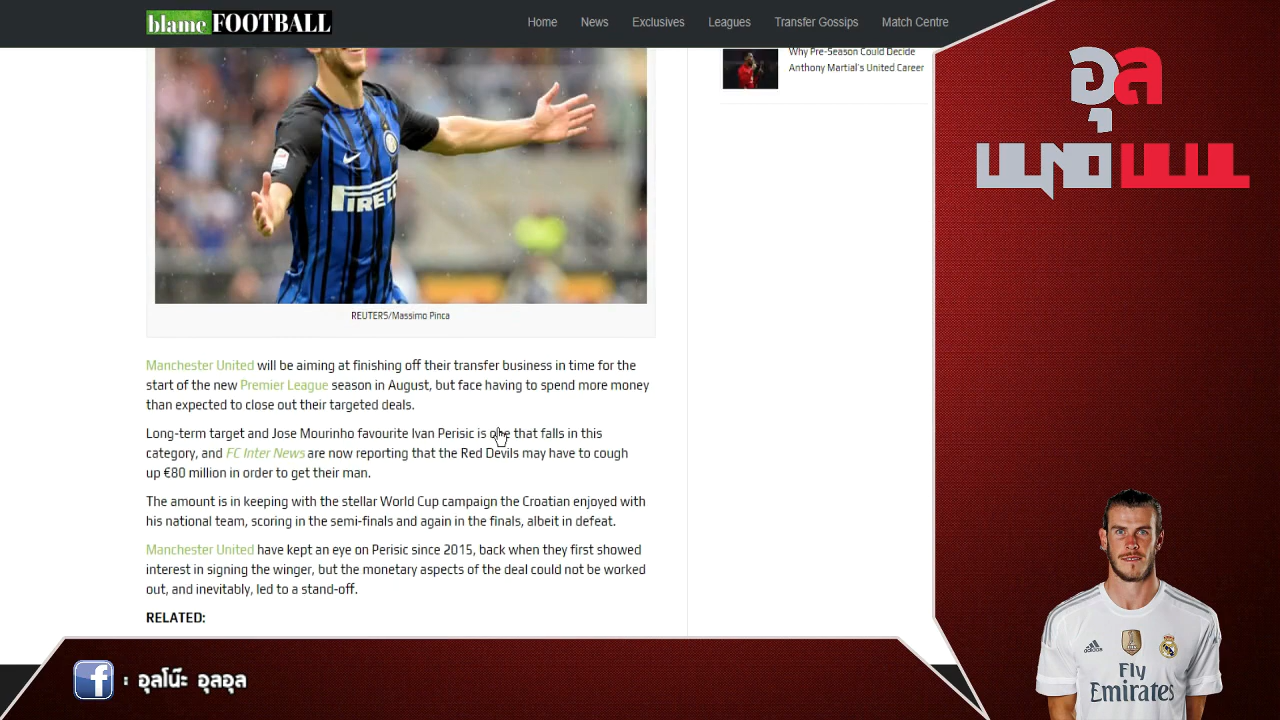 blame FOOTBALL
Home News Exclusives Leagues Transfer Gossips Match Centre
Why Pre-Season Could Decide
Anthony Martial's United Career
PIRELLI
REUTERS/Massimo Pinca
Manchester United will be aiming at finishing off their transfer business in time for the
start of the new Premier League season in August, but face having to spend more money
than expected to close out their targeted deals.
Long-term target and Jose Mourinho favourite Ivan Perisic is one that falls in this
category, and FC Inter News are now reporting that the Red Devils may have to cough
up €80 million in order to get their man.
The amount is in keeping with the stellar World Cup campaign the Croatian enjoyed with
his national team, scoring in the semi-finals and again in the finals, albeit in defeat.
Manchester United have kept an eye on Perisic since 2015, back when they first showed
interest in signing the winger, but the monetary aspects of the deal could not be worked
out, and inevitably, led to a stand-off.
RELATED:
อุล
Fly
Emirates
f : อุลโน๊ะ อุลอุล